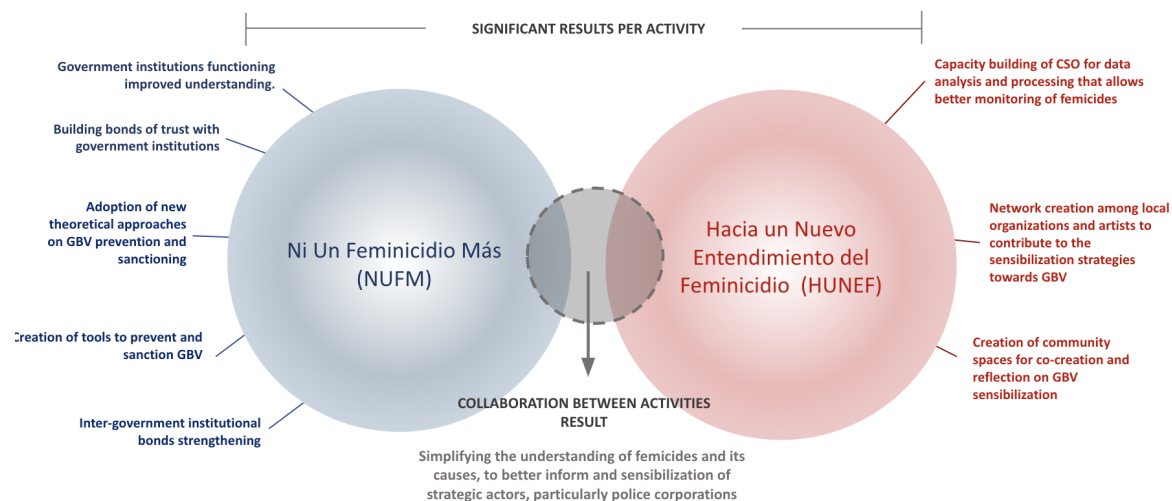 SIGNIFICANT RESULTS PER ACTIVITY
Government institutions functioning
improved understanding.
Building bonds of trust with
government institutions
Adoption of new
theoretical approaches
on GBV prevention and
sanctioning
Creation of tools to prevent and
sanction GBV
Inter-government institutional
bonds strengthening
Ni Un Feminicidio Más
(NUFM)
Hacia un Nuevo
Entendimiento del
Feminicidio (HUNEF)
Capacity building of CSO for data
analysis and processing that allows
better monitoring of femicides
Network creation among local
organizations and artists to
contribute to the
sensibilization strategies
towards GBV
Creation of community
spaces for co-creation and
reflection on GBV
sensibilization
COLLABORATION BETWEEN ACTIVITIES
RESULT
Simplifying the understanding of femicides and its
causes, to better inform and sensibilization of
strategic actors, particularly police corporations